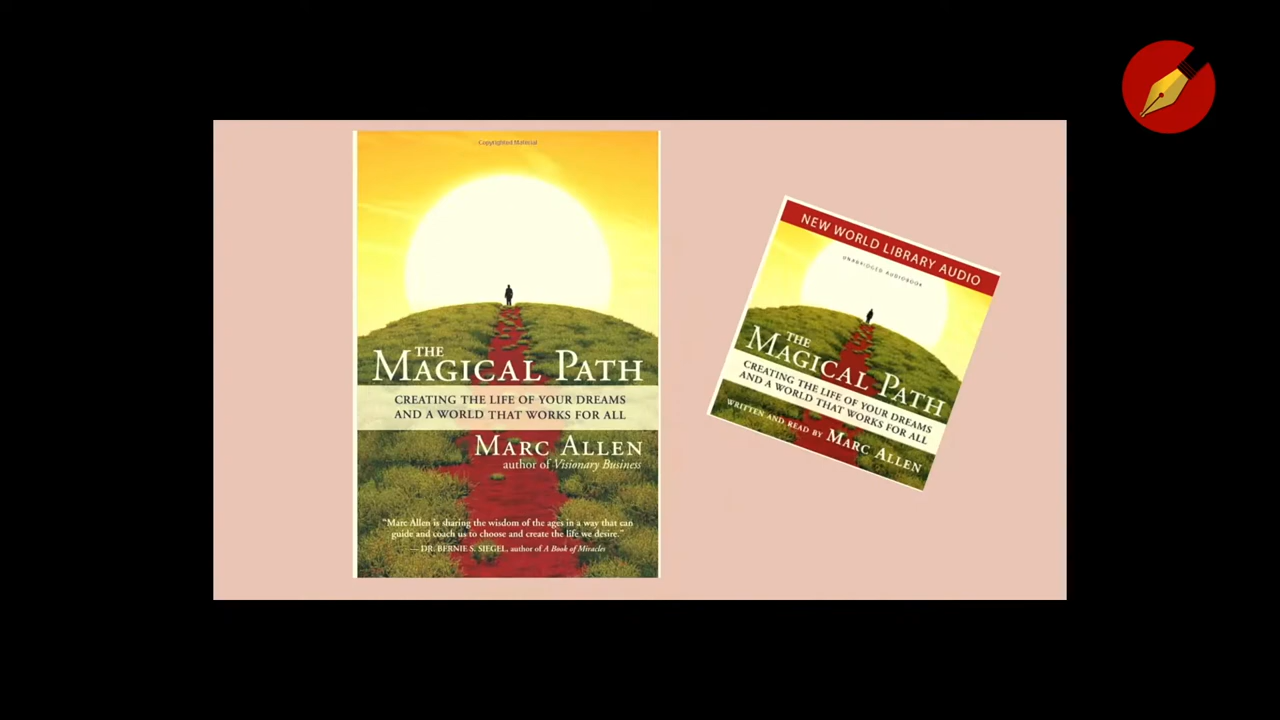 Copyrighted Material
THE
MAGICAL PATH
CREATING THE LIFE OF YOUR DREAMS
AND A WORLD THAT WORKS FOR ALL
MARC ALLEN
author of Visionary Business
“Marc Allen is sharing the wisdom of the ages in a way that can
guide and coach us to choose and create the life we desire.”
— DR. BERNIE S. SIEGEL, author of A Book of Miracles
NEW WORLD LIBRARY AUDIO
UNABRIDGED AUDIOBOOK
THE
MAGICAL PATH
CREATING THE LIFE OF YOUR DREAMS
AND A WORLD THAT WORKS FOR ALL
WRITTEN AND READ BY MARC ALLEN